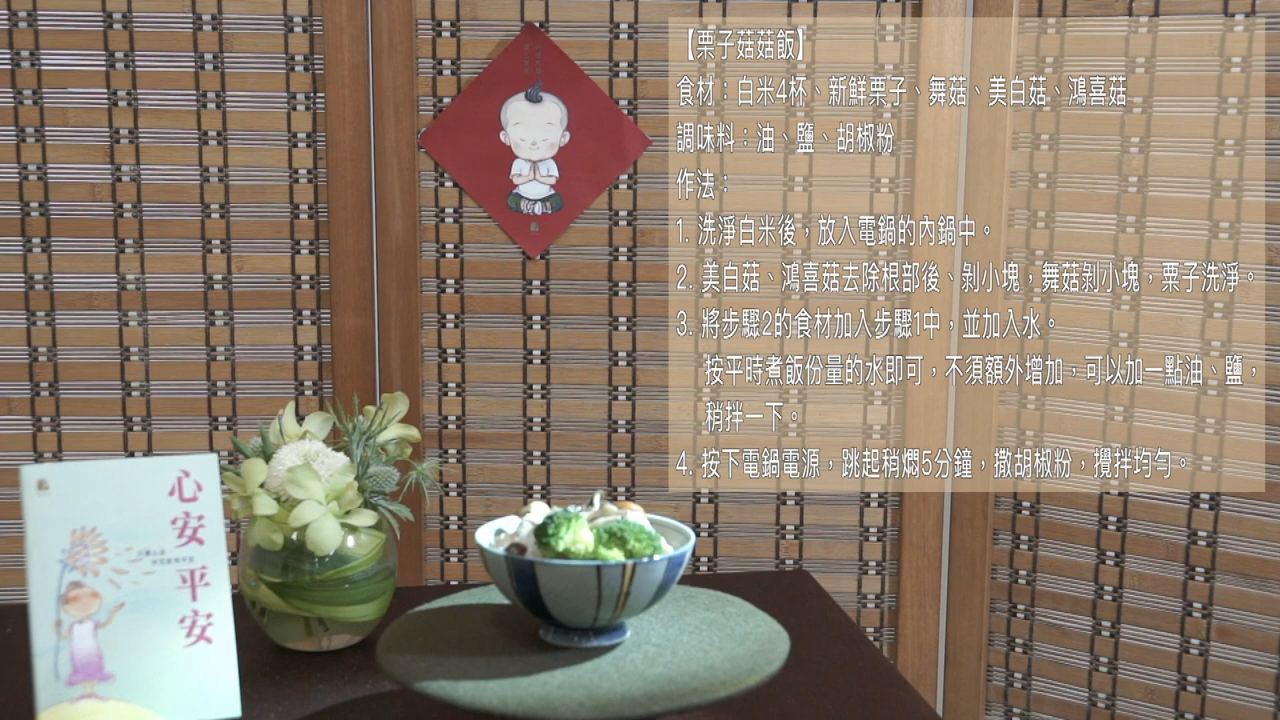 【栗子菇菇飯】
食材：白米4杯、新鮮栗子、舞菇、美白菇、鴻喜菇
調味料：油、鹽、胡椒粉
作法：
1. 洗淨白米後，放入電鍋的內鍋中。
2. 美白菇、鴻喜菇去除根部後、剝小塊，舞菇剝小塊，栗子洗淨。
3. 將步驟2的食材加入步驟1中，並加入水。
按平時煮飯份量的水即可，不須額外增加，可以加一點油、鹽，
稍拌一下。
4. 按下電鍋電源，跳起稍燜5分鐘，撒胡椒粉，攪拌均勻。
心安平安